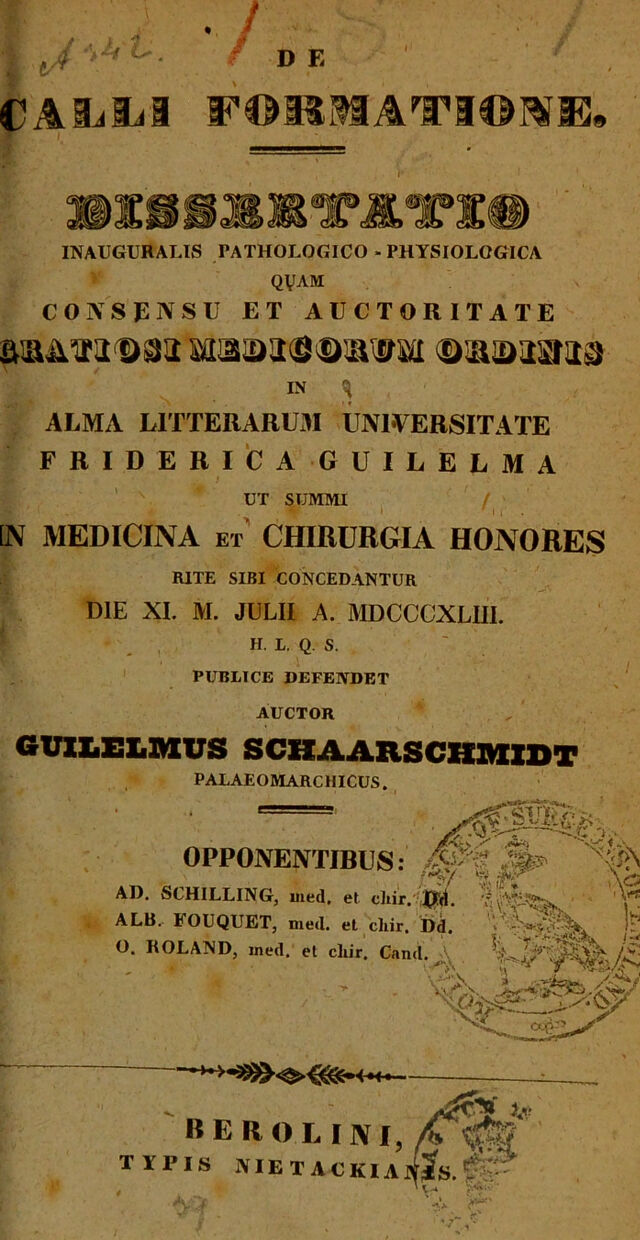 DE
CALLI FORMATIONE.
DISSERTATIO
INAUGURALIS PATHOLOGICO-PHYSIOLOGICA
QUAM
CONSENSU ET AUCTORITATE
GRATIOSI MEDICORUM ORDINIS
IN
ALMA LITTERARUM UNIVERSITATE
FRIDERICA GUILELMA
UT SUMMI
IN MEDICINA ET CHIRURGIA HONORES
RITE SIBI CONCEDANTUR
DIE XI. M. JULII A. MDCCCXLIII.
H. L. Q. S.
PUBLICE DEFENDET
AUCTOR
GUILELMUS SCHAARSCHMIDT
PALAEOMARCHICUS.
OPPONENTIBUS:
AD. SCHILLING, med. et chir. Dd.
ALB. FOUQUET, med. et chir. Dd.
O. ROLAND, med. et chir. Cand.
OF SURGEO
BEROLINI,
TYPIS NIETACKIANIS.